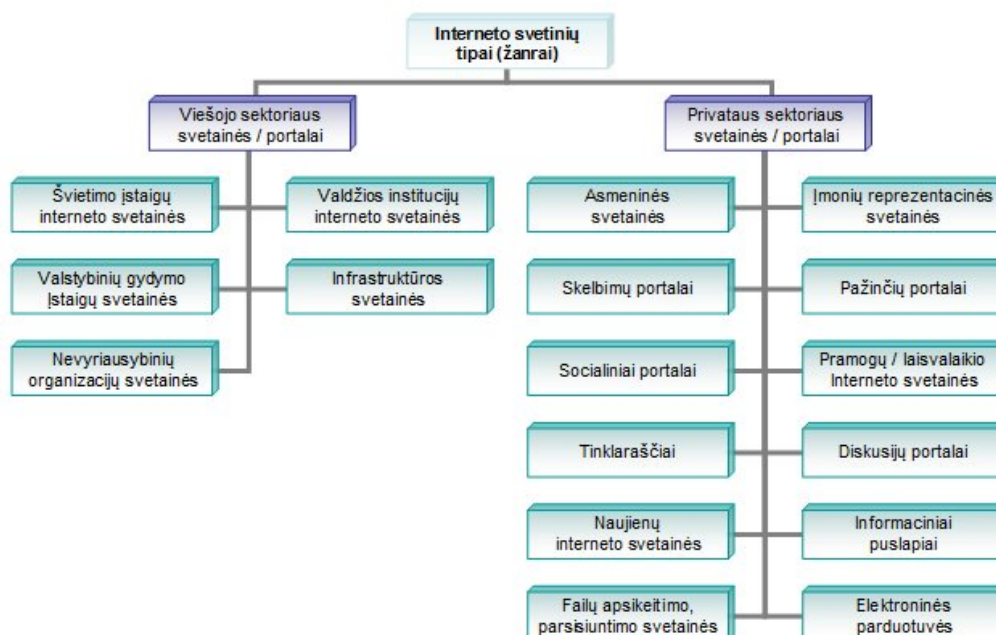 Interneto svetinių
tipai (žanrai)
Viešojo sektoriaus
svetainės / portalai
Privataus sektoriaus
svetainės / portalai
Švietimo įstaigų
interneto svetainės
Valdžios institucijų
interneto svetainės
Valstybinių gydymo
Įstaigų svetainės
Infrastruktūros
svetainės
Nevyriausybinių
organizacijų svetainės
Asmeninės
svetainės
Įmonių reprezentacinės
svetainės
Skelbimų portalai
Pažinčių portalai
Socialiniai portalai
Pramogų / laisvalaikio
Interneto svetainės
Tinklaraščiai
Diskusijų portalai
Naujienų
interneto svetainės
Informaciniai
puslapiai
Failų apsikeitimo,
parsisiuntimo svetainės
Elektroninės
parduotuvės